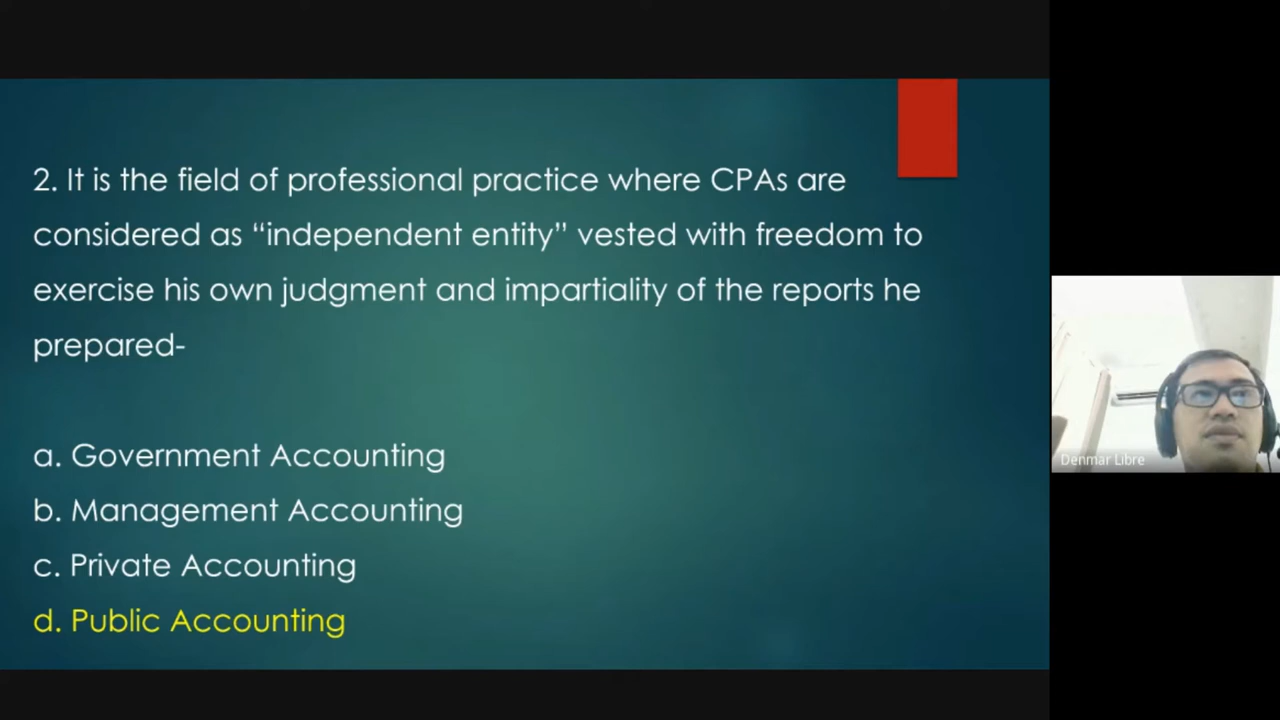 2. It is the field of professional practice where CPAs are
considered as “independent entity” vested with freedom to
exercise his own judgment and impartiality of the reports he
prepared-
a. Government Accounting
b. Management Accounting
c. Private Accounting
d. Public Accounting
Denmar Libre